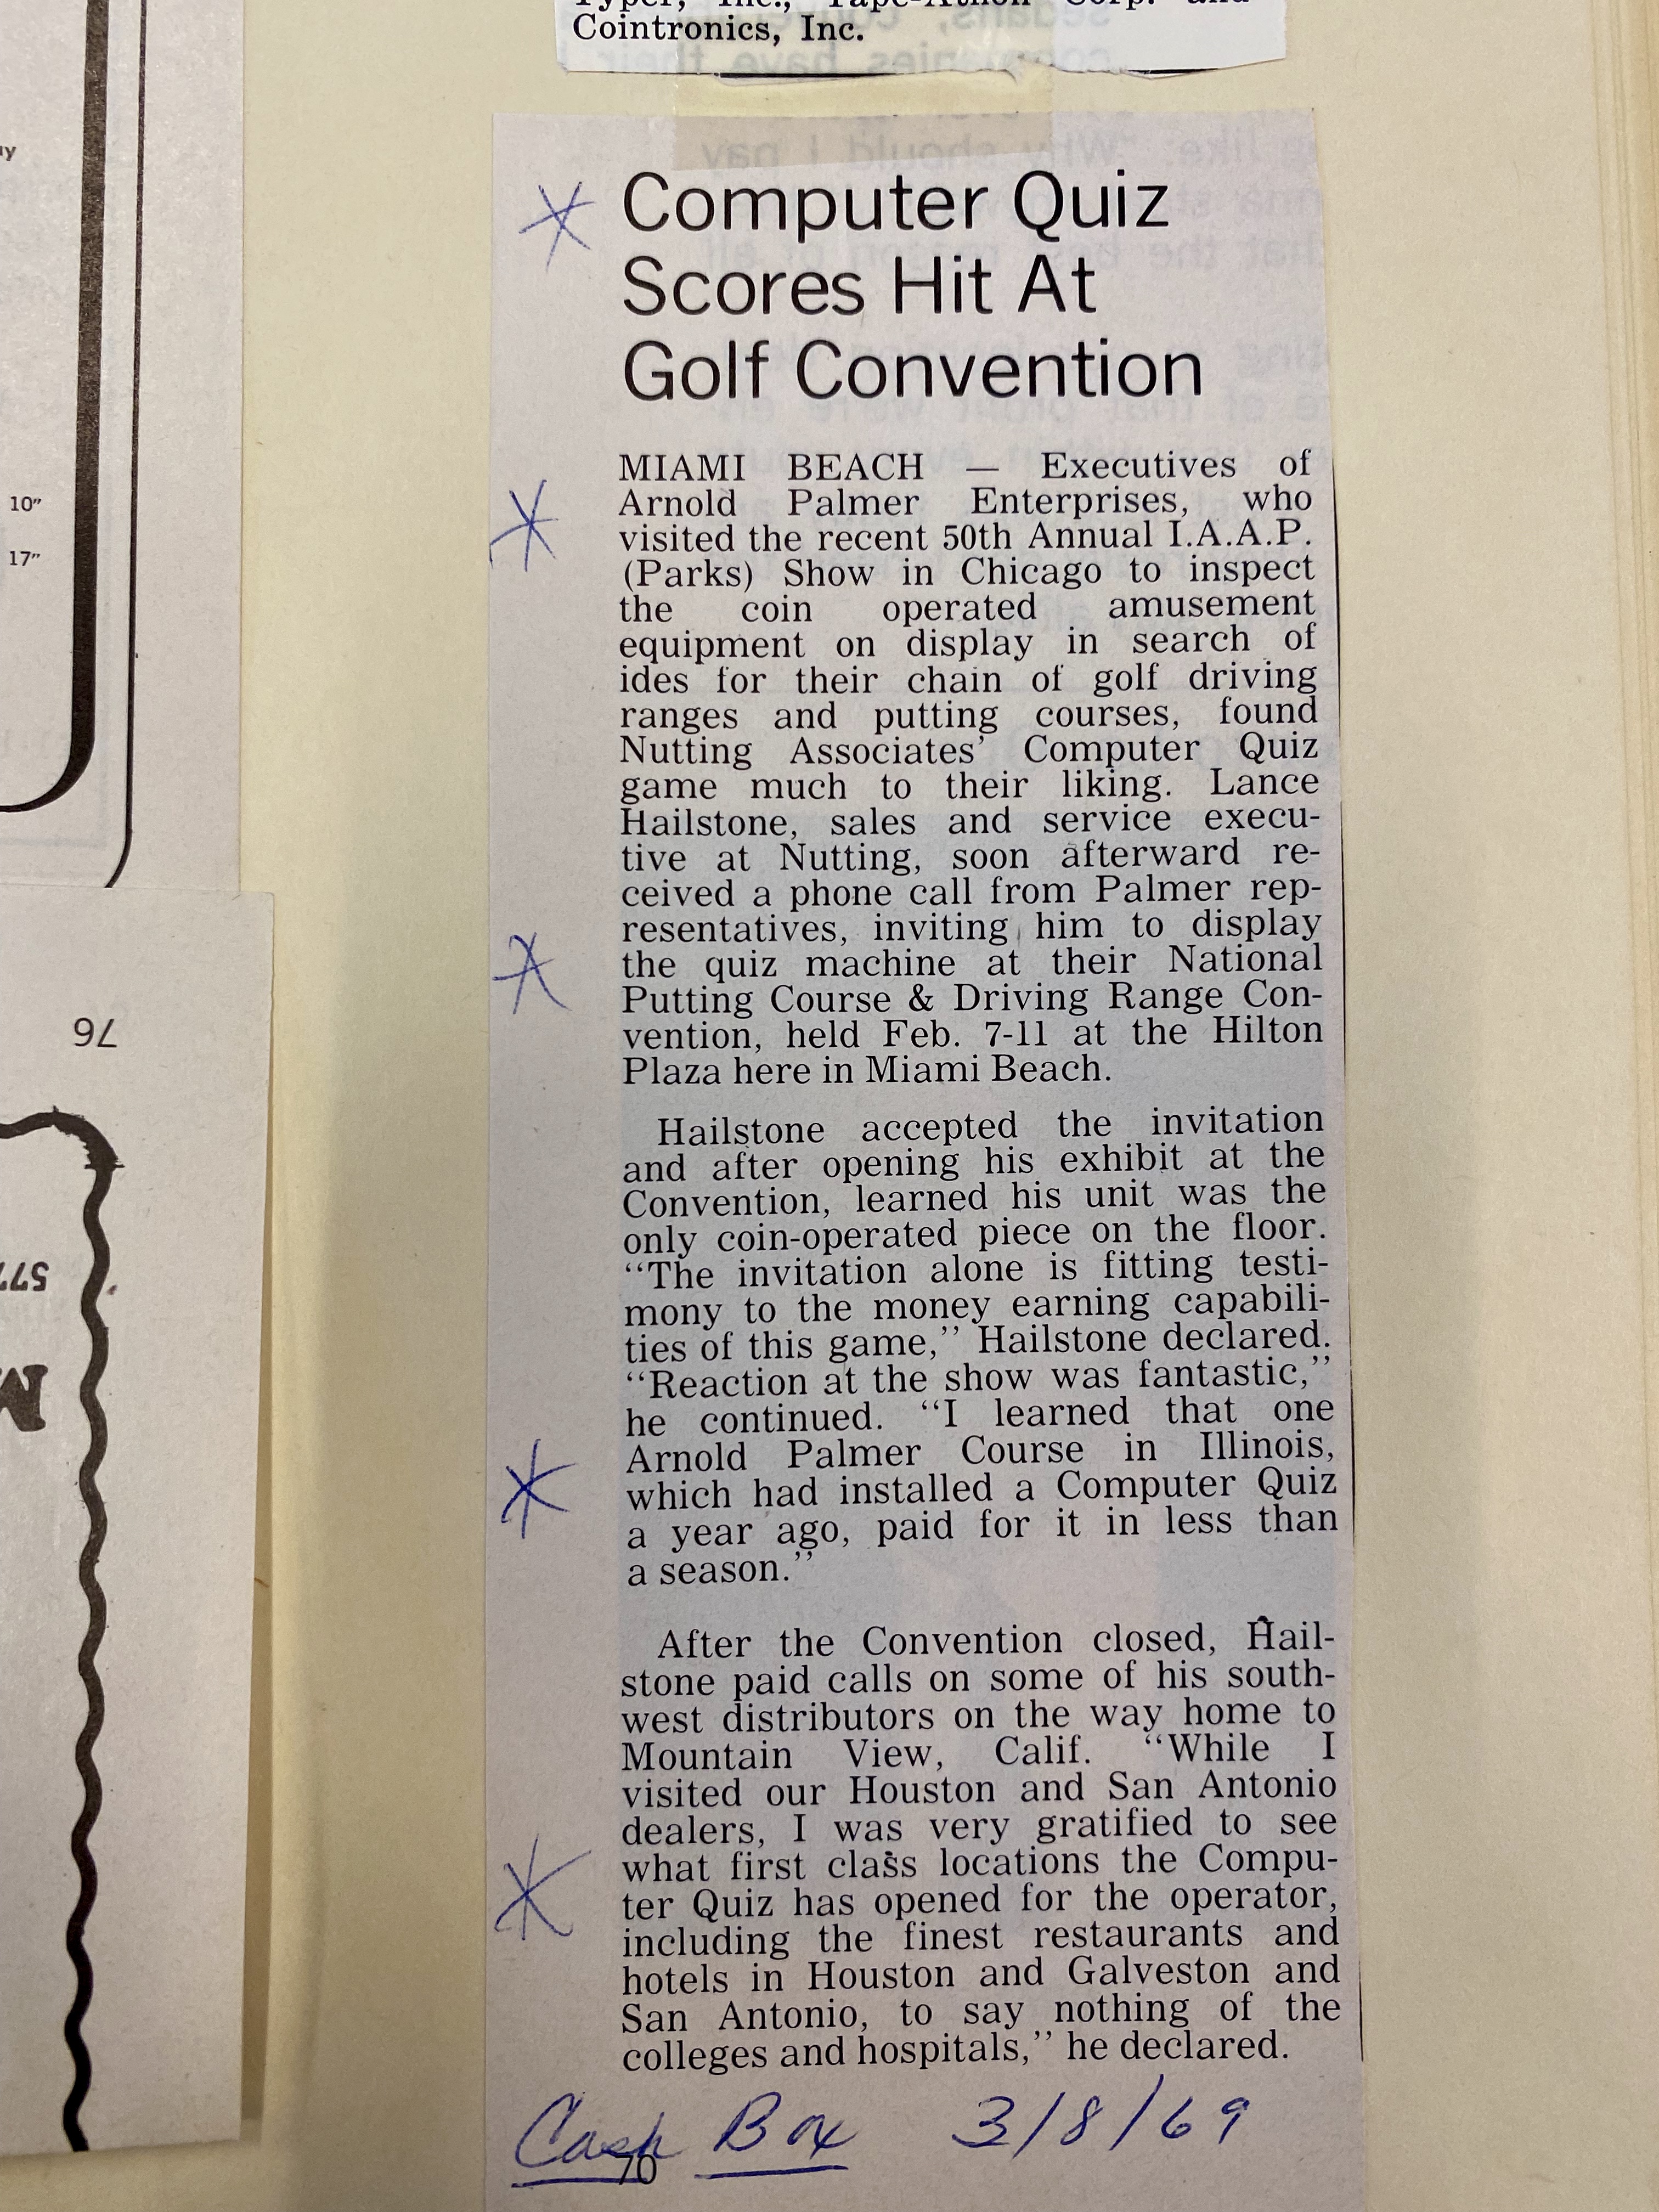 Cointronics, Inc.
Computer Quiz
Scores Hit At
Golf Convention
MIAMI BEACH — Executives of
Arnold Palmer Enterprises, who
visited the recent 50th Annual I.A.A.P.
(Parks) Show in Chicago to inspect
the coin operated amusement
equipment on display in search of
ides for their chain of golf driving
ranges and putting courses, found
Nutting Associates’ Computer Quiz
game much to their liking. Lance
Hailstone, sales and service execu-
tive at Nutting, soon afterward re-
ceived a phone call from Palmer rep-
resentatives, inviting him to display
the quiz machine at their National
Putting Course & Driving Range Con-
vention, held Feb. 7-11 at the Hilton
Plaza here in Miami Beach.
Hailstone accepted the invitation
and after opening his exhibit at the
Convention, learned his unit was the
only coin-operated piece on the floor.
‘‘The invitation alone is fitting testi-
mony to the money earning capabili-
ties of this game,’’ Hailstone declared.
‘‘Reaction at the show was fantastic,’’
he continued. ‘‘I learned that one
Arnold Palmer Course in Illinois,
which had installed a Computer Quiz
a year ago, paid for it in less than
a season.’’
After the Convention closed, Hail-
stone paid calls on some of his south-
west distributors on the way home to
Mountain View, Calif. ‘‘While I
visited our Houston and San Antonio
dealers, I was very gratified to see
what first class locations the Compu-
ter Quiz has opened for the operator,
including the finest restaurants and
hotels in Houston and Galveston and
San Antonio, to say nothing of the
colleges and hospitals,’’ he declared.
Cash Box 3/8/69
70
10”
17”
76